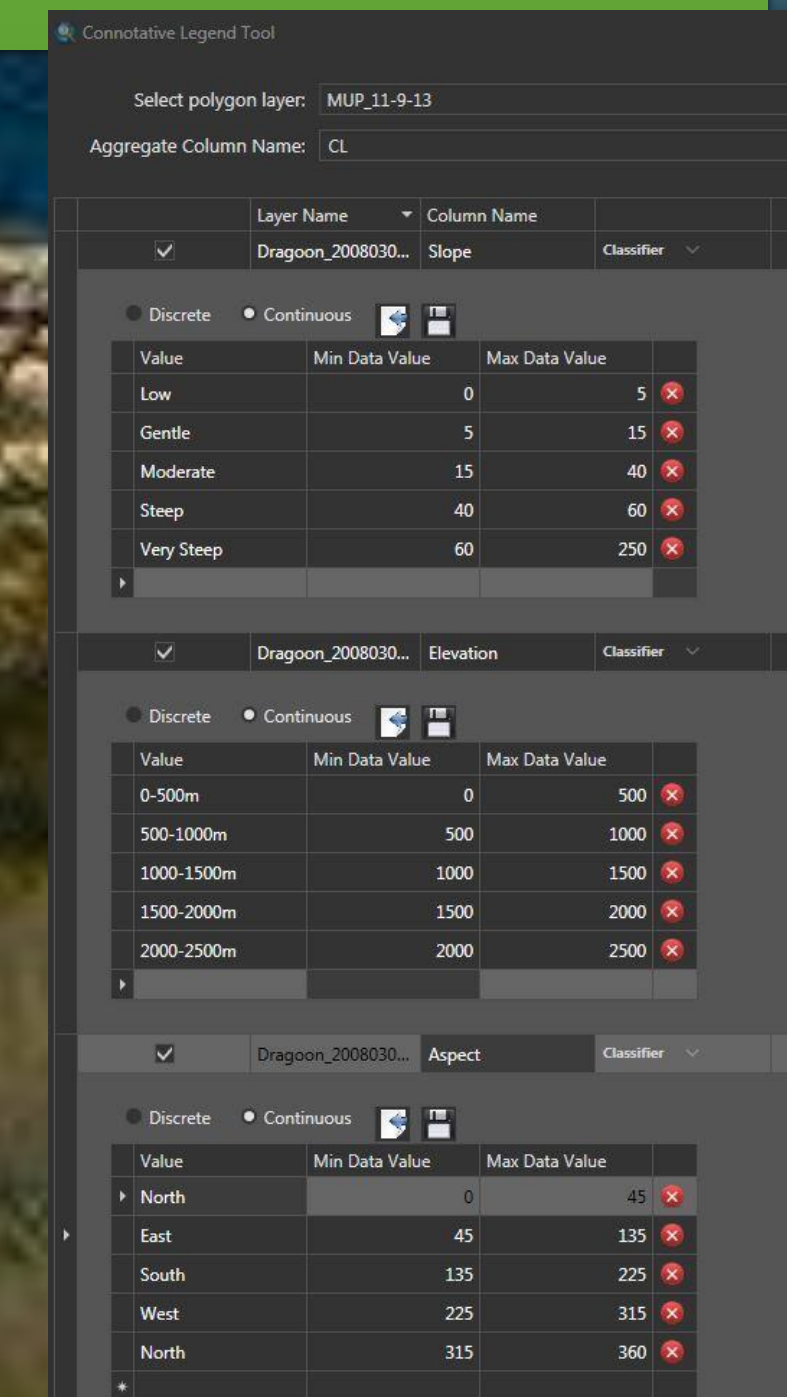 Connotative Legend Tool
Select polygon layer: MUP_11-9-13
Aggregate Column Name: CL
Layer Name Column Name
Dragoon_2008030... Slope Classifier
Discrete Continuous
Value Min Data Value Max Data Value
Low 0 5
Gentle 5 15
Moderate 15 40
Steep 40 60
Very Steep 60 250
Dragoon_2008030... Elevation Classifier
Discrete Continuous
Value Min Data Value Max Data Value
0-500m 0 500
500-1000m 500 1000
1000-1500m 1000 1500
1500-2000m 1500 2000
2000-2500m 2000 2500
Dragoon_2008030... Aspect Classifier
Discrete Continuous
Value Min Data Value Max Data Value
North 0 45
East 45 135
South 135 225
West 225 315
North 315 360